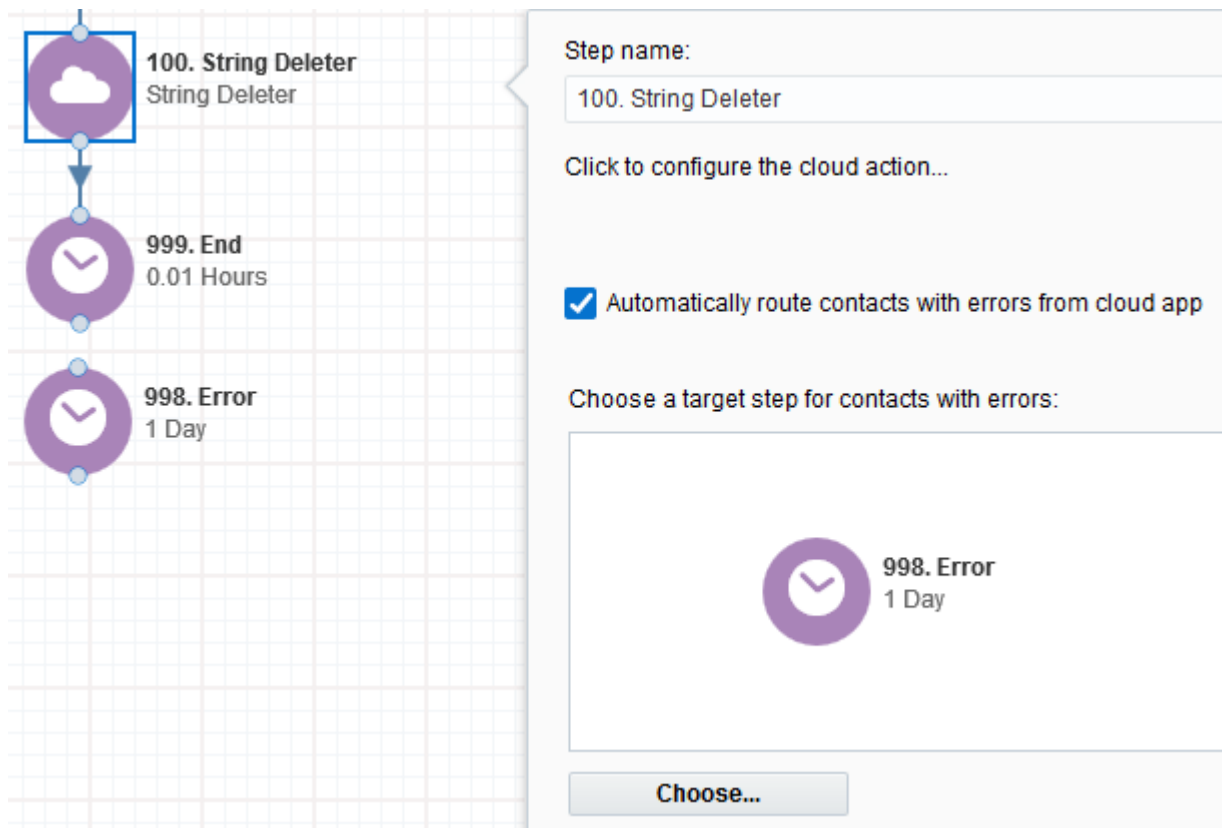 100. String Deleter
String Deleter
999. End
0.01 Hours
998. Error
1 Day
Step name:
100. String Deleter
Click to configure the cloud action...
Automatically route contacts with errors from cloud app
Choose a target step for contacts with errors:
998. Error
1 Day
Choose...